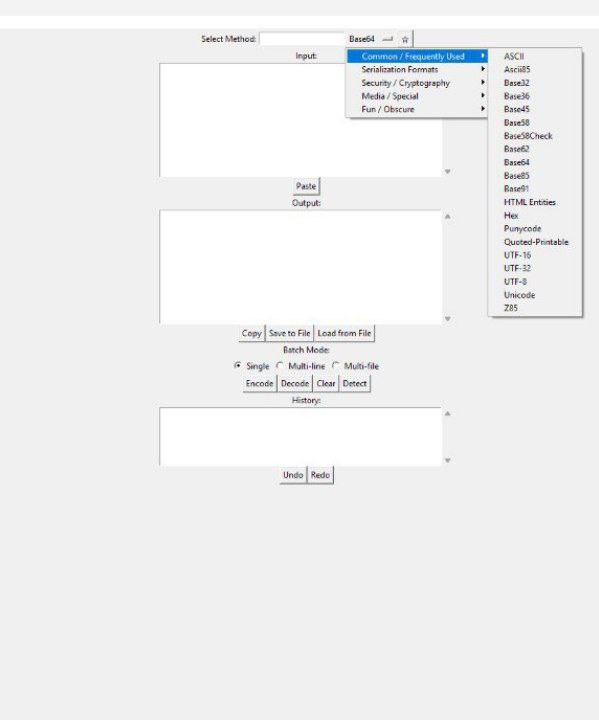 Select Method: Base64 ☆
Input:
Common / Frequently Used
Serialization Formats
Security / Cryptography
Media / Special
Fun / Obscure
ASCII
Ascii85
Base32
Base36
Base45
Base58
Base58Check
Base62
Base64
Base85
Base91
HTML Entities
Hex
Punycode
Quoted-Printable
UTF-16
UTF-32
UTF-8
Unicode
Z85
Paste
Output:
Copy Save to File Load from File
Batch Mode:
Single Multi-line Multi-file
Encode Decode Clear Detect
History:
Undo Redo